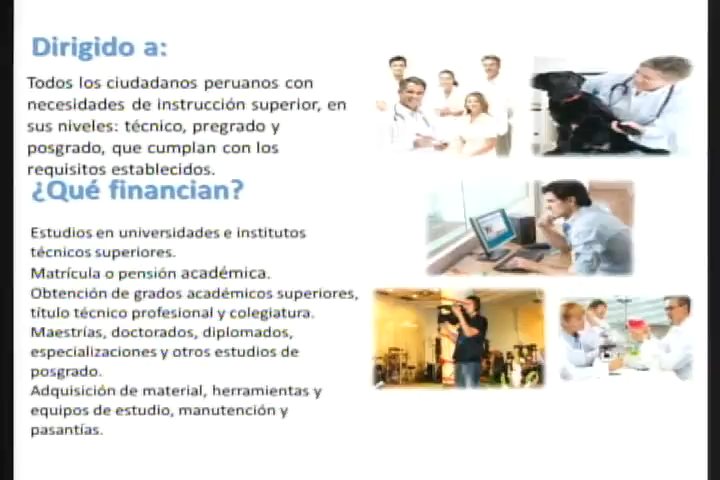 Dirigido a:
Todos los ciudadanos peruanos con
necesidades de instrucción superior, en
sus niveles: técnico, pregrado y
posgrado, que cumplan con los
requisitos establecidos.
¿Qué financian?
Estudios en universidades e institutos
técnicos superiores.
Matrícula o pensión académica.
Obtención de grados académicos superiores,
título técnico profesional y colegiatura.
Maestrías, doctorados, diplomados,
especializaciones y otros estudios de
posgrado.
Adquisición de material, herramientas y
equipos de estudio, manutención y
pasantías.